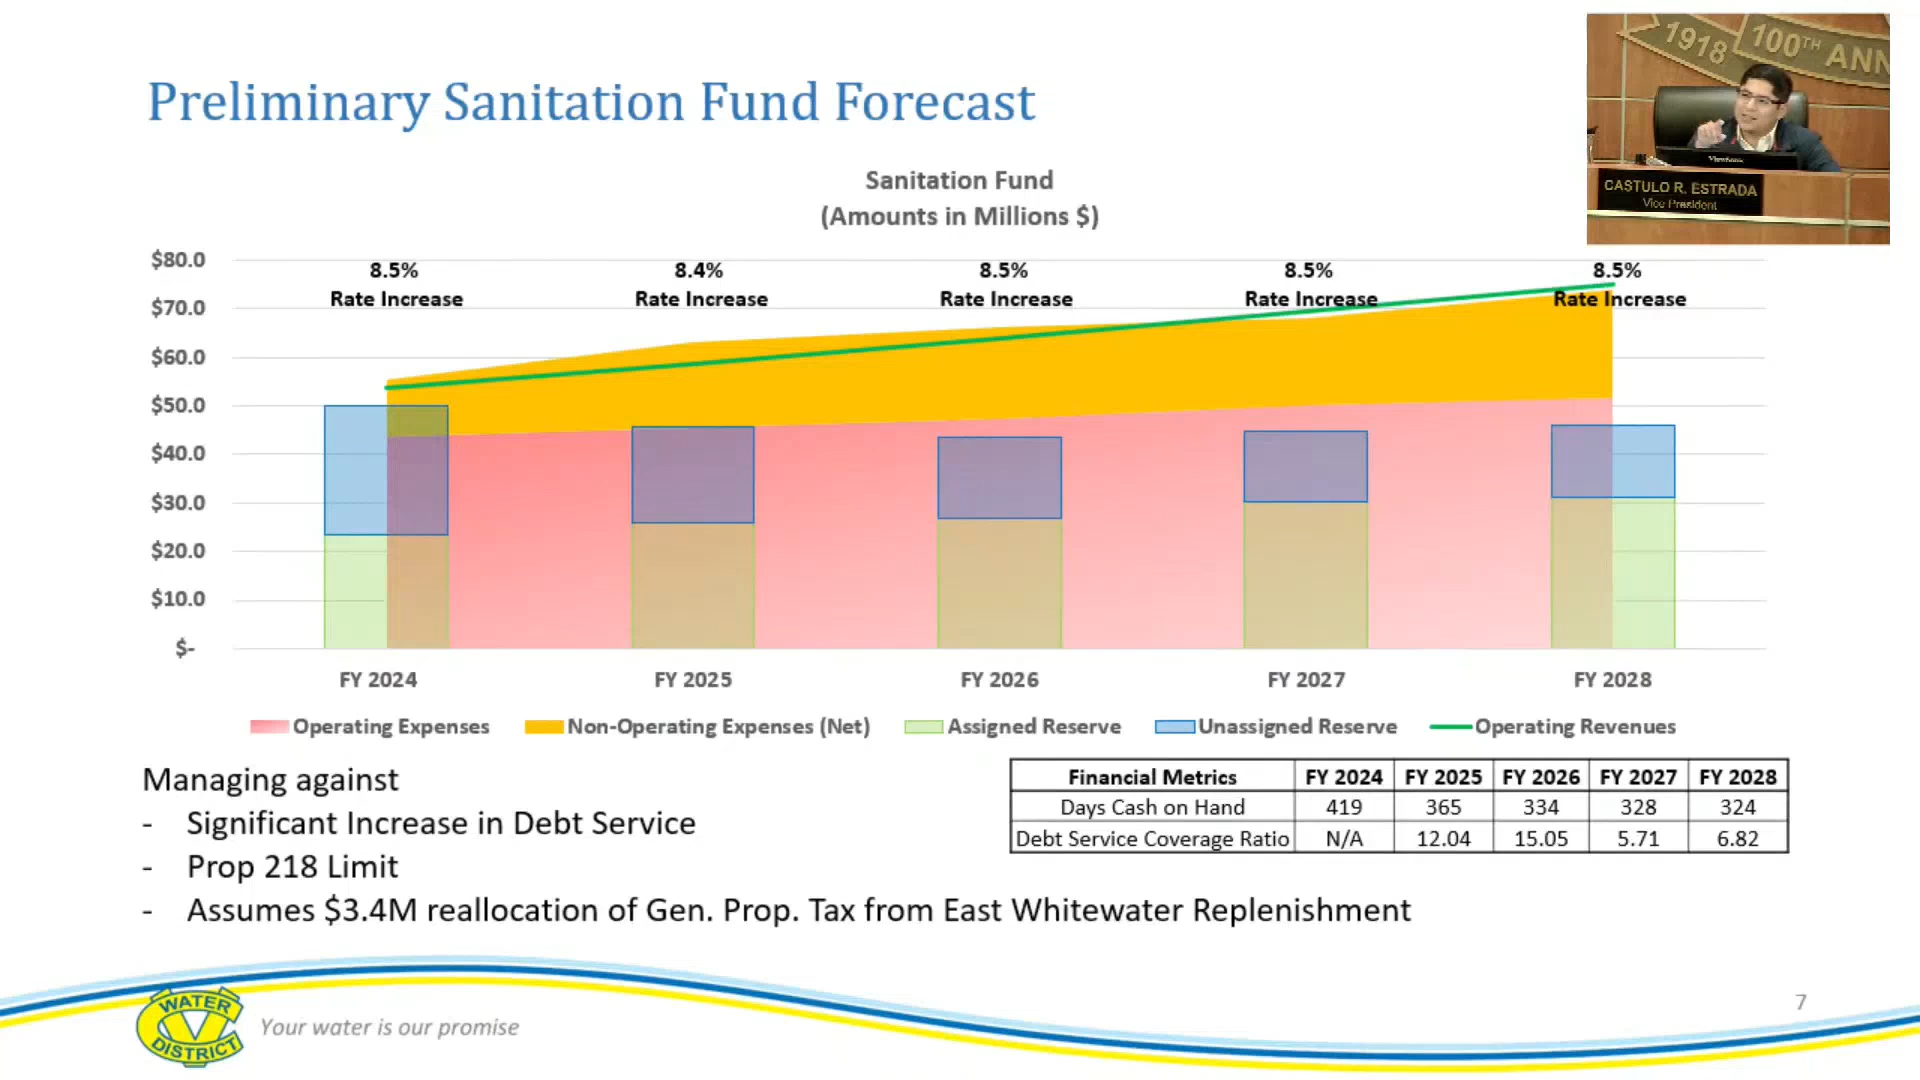 Preliminary Sanitation Fund Forecast
1918 100TH ANN
ViewSonic
CASTULO R. ESTRADA
Vice President
Sanitation Fund
(Amounts in Millions $)
$80.0
$70.0
$60.0
$50.0
$40.0
$30.0
$20.0
$10.0
$-
8.5% 8.4% 8.5% 8.5% 8.5%
Rate Increase Rate Increase Rate Increase Rate Increase Rate Increase
FY 2024 FY 2025 FY 2026 FY 2027 FY 2028
Operating Expenses Non-Operating Expenses (Net) Assigned Reserve Unassigned Reserve Operating Revenues
Managing against
- Significant Increase in Debt Service
- Prop 218 Limit
- Assumes $3.4M reallocation of Gen. Prop. Tax from East Whitewater Replenishment
Financial Metrics FY 2024 FY 2025 FY 2026 FY 2027 FY 2028
Days Cash on Hand 419 365 334 328 324
Debt Service Coverage Ratio N/A 12.04 15.05 5.71 6.82
WATER
CV
DISTRICT
Your water is our promise
7